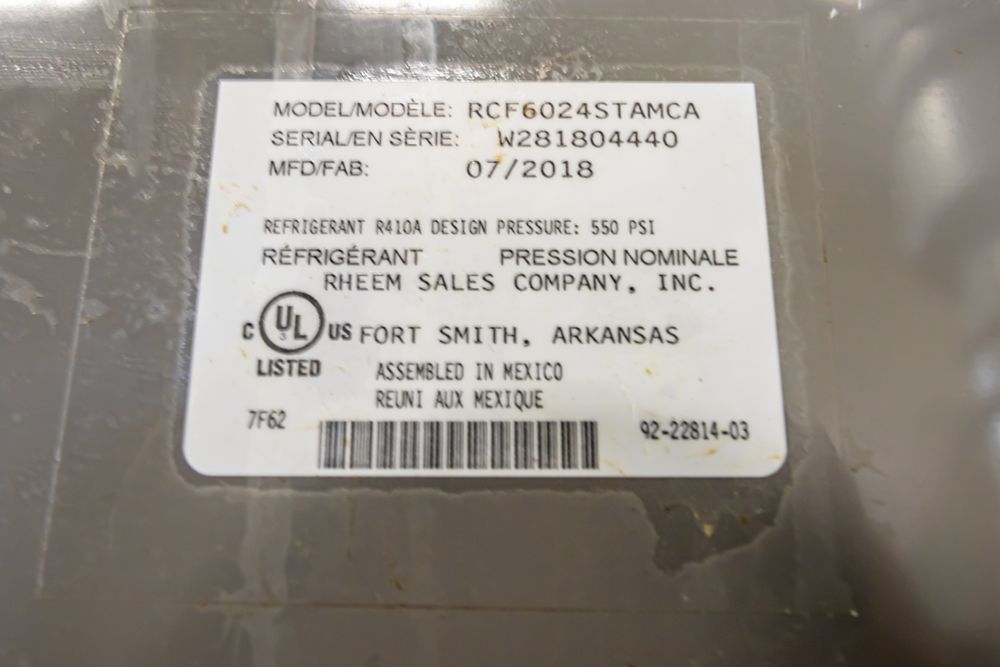 MODEL/MODÈLE: RCF6024STAMCA
SERIAL/EN SÈRIE: W281804440
MFD/FAB: 07/2018
REFRIGERANT R410A DESIGN PRESSURE: 550 PSI
RÉFRIGÉRANT PRESSION NOMINALE
RHEEM SALES COMPANY, INC.
C UL US FORT SMITH, ARKANSAS
LISTED ASSEMBLED IN MEXICO
REUNI AUX MEXIQUE
7F62 92-22814-03